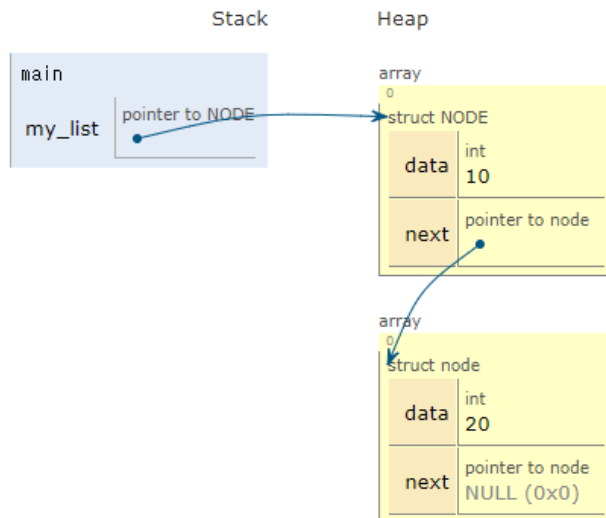 Stack Heap
main
my_list pointer to NODE
array
0
struct NODE
data int
10
next pointer to node
array
0
struct node
data int
20
next pointer to node
NULL (0x0)